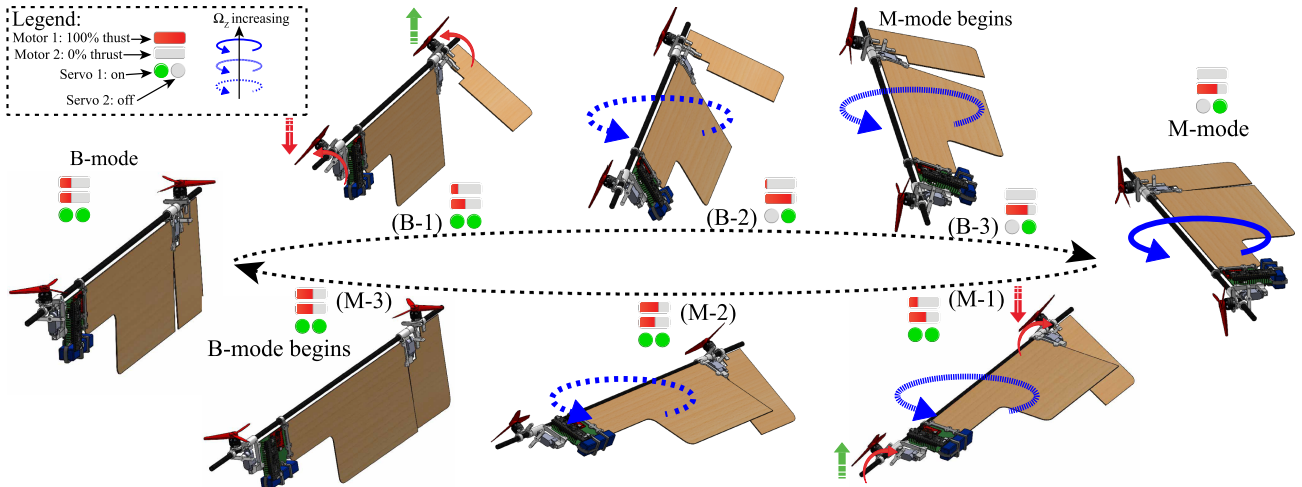 Legend:
Ω_z increasing
Motor 1: 100% thust
Motor 2: 0% thrust
Servo 1: on
Servo 2: off
M-mode begins
M-mode
B-mode
(B-1)
(B-2)
(B-3)
(M-3)
(M-2)
(M-1)
B-mode begins